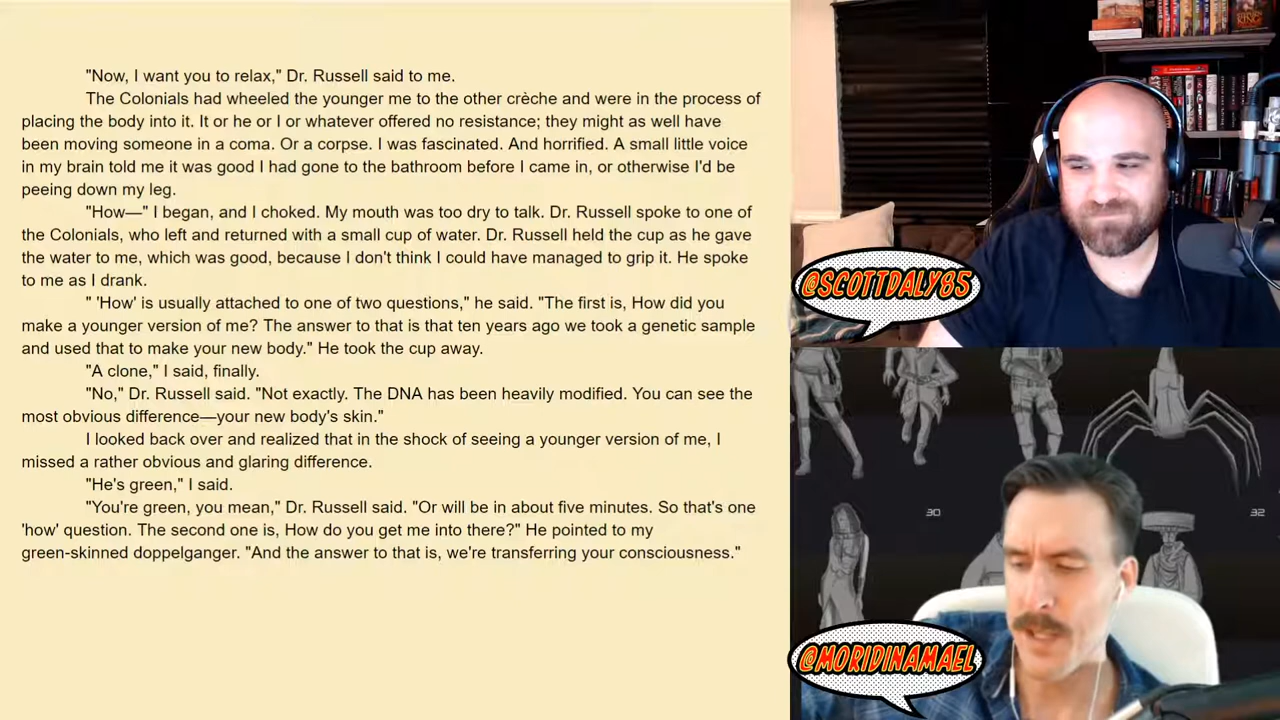 "Now, I want you to relax," Dr. Russell said to me.
The Colonials had wheeled the younger me to the other crèche and were in the process of
placing the body into it. It or he or I or whatever offered no resistance; they might as well have
been moving someone in a coma. Or a corpse. I was fascinated. And horrified. A small little voice
in my brain told me it was good I had gone to the bathroom before I came in, or otherwise I'd be
peeing down my leg.
"How—" I began, and I choked. My mouth was too dry to talk. Dr. Russell spoke to one of
the Colonials, who left and returned with a small cup of water. Dr. Russell held the cup as he gave
the water to me, which was good, because I don't think I could have managed to grip it. He spoke
to me as I drank.
" 'How' is usually attached to one of two questions," he said. "The first is, How did you
make a younger version of me? The answer to that is that ten years ago we took a genetic sample
and used that to make your new body." He took the cup away.
"A clone," I said, finally.
"No," Dr. Russell said. "Not exactly. The DNA has been heavily modified. You can see the
most obvious difference—your new body's skin."
I looked back over and realized that in the shock of seeing a younger version of me, I
missed a rather obvious and glaring difference.
"He's green," I said.
"You're green, you mean," Dr. Russell said. "Or will be in about five minutes. So that's one
'how' question. The second one is, How do you get me into there?" He pointed to my
green-skinned doppelganger. "And the answer to that is, we're transferring your consciousness."
STEPHEN
KING
@SCOTTDALY85
30
32
@MORIDINAMAEL